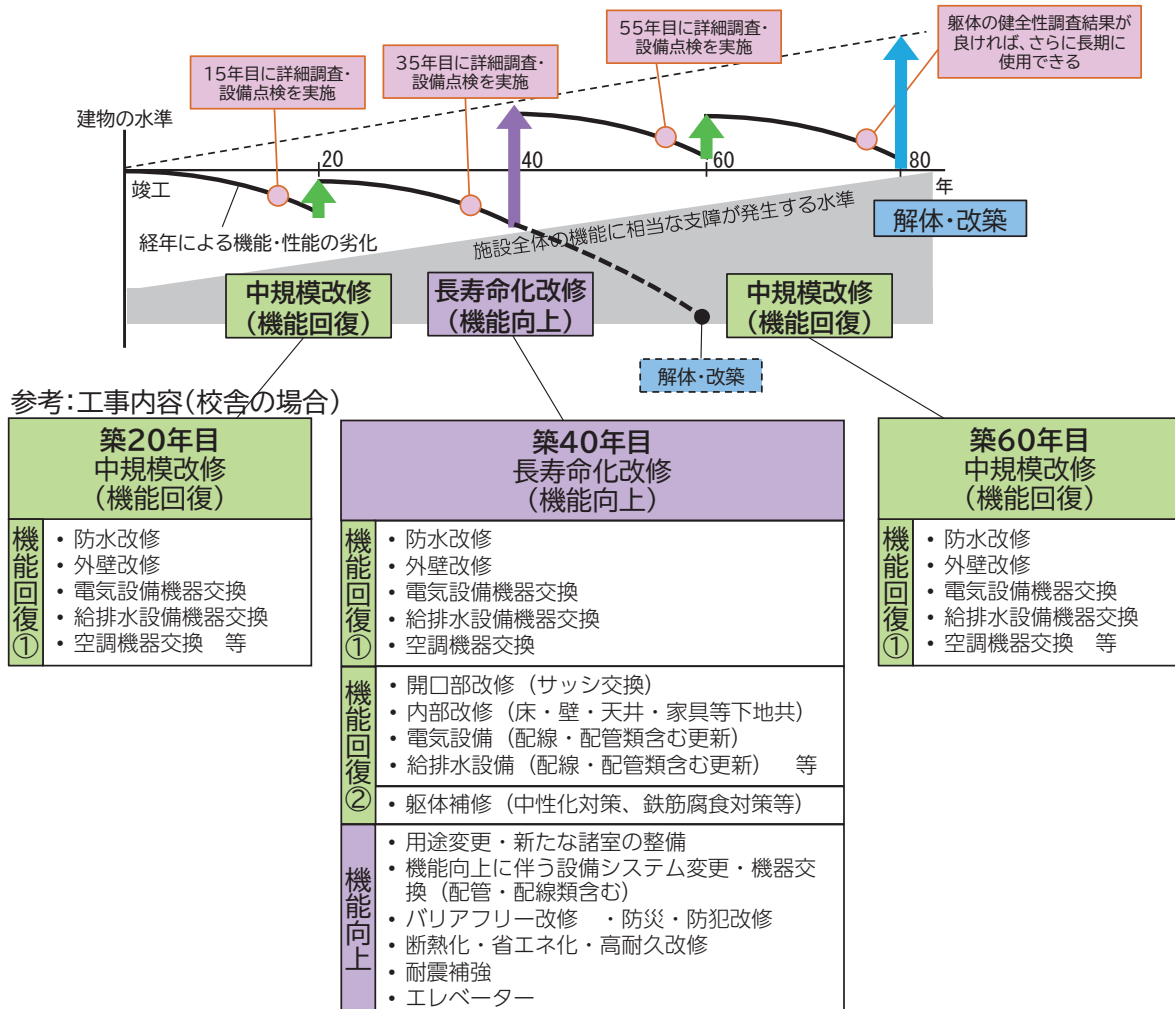 15年目に詳細調査・
設備点検を実施
35年目に詳細調査・
設備点検を実施
55年目に詳細調査・
設備点検を実施
躯体の健全性調査結果が
良ければ、さらに長期に
使用できる
建物の水準
20
40
60
80
竣工
年
経年による機能・性能の劣化
施設全体の機能に相当な支障が発生する水準
解体・改築
中規模改修
(機能回復)
長寿命化改修
(機能向上)
中規模改修
(機能回復)
解体・改築
参考:工事内容(校舎の場合)
築20年目
中規模改修
(機能回復)
機能回復①
• 防水改修
• 外壁改修
• 電気設備機器交換
• 給排水設備機器交換
• 空調機器交換　等
築40年目
長寿命化改修
(機能向上)
機能回復①
• 防水改修
• 外壁改修
• 電気設備機器交換
• 給排水設備機器交換
• 空調機器交換
機能回復②
• 開口部改修（サッシ交換）
• 内部改修（床・壁・天井・家具等下地共）
• 電気設備（配線・配管類含む更新）
• 給排水設備（配線・配管類含む更新）　等
• 躯体補修（中性化対策、鉄筋腐食対策等）
機能向上
• 用途変更・新たな諸室の整備
• 機能向上に伴う設備システム変更・機器交
換（配管・配線類含む）
• バリアフリー改修　・防災・防犯改修
• 断熱化・省エネ化・高耐久改修
• 耐震補強
• エレベーター
築60年目
中規模改修
(機能回復)
機能回復①
• 防水改修
• 外壁改修
• 電気設備機器交換
• 給排水設備機器交換
• 空調機器交換　等